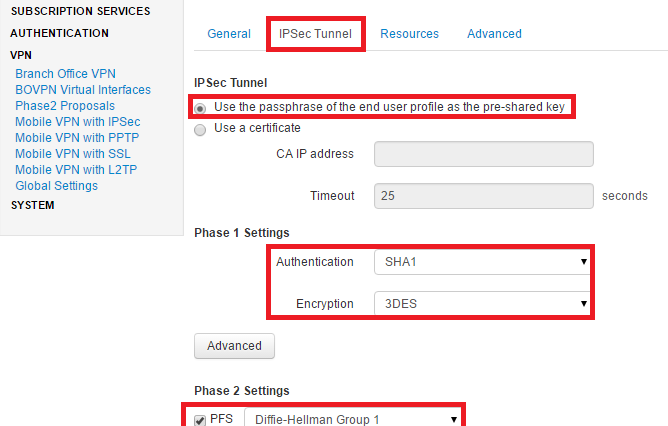 SUBSCRIPTION SERVICES
AUTHENTICATION
VPN
Branch Office VPN
BOVPN Virtual Interfaces
Phase2 Proposals
Mobile VPN with IPSec
Mobile VPN with PPTP
Mobile VPN with SSL
Mobile VPN with L2TP
Global Settings
SYSTEM
General IPSec Tunnel Resources Advanced
IPSec Tunnel
Use the passphrase of the end user profile as the pre-shared key
Use a certificate
CA IP address
Timeout 25 seconds
Phase 1 Settings
Authentication SHA1
Encryption 3DES
Advanced
Phase 2 Settings
PFS Diffie-Hellman Group 1